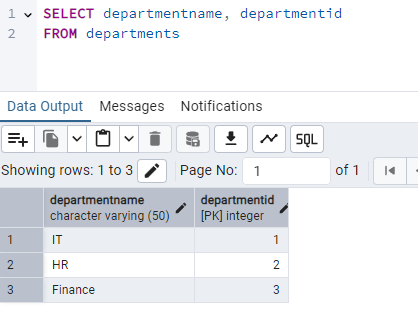 1 SELECT departmentname, departmentid
2 FROM departments
Data Output Messages Notifications
SQL
Showing rows: 1 to 3 Page No: 1 of 1
departmentname departmentid
character varying (50) [PK] integer
1 IT 1
2 HR 2
3 Finance 3